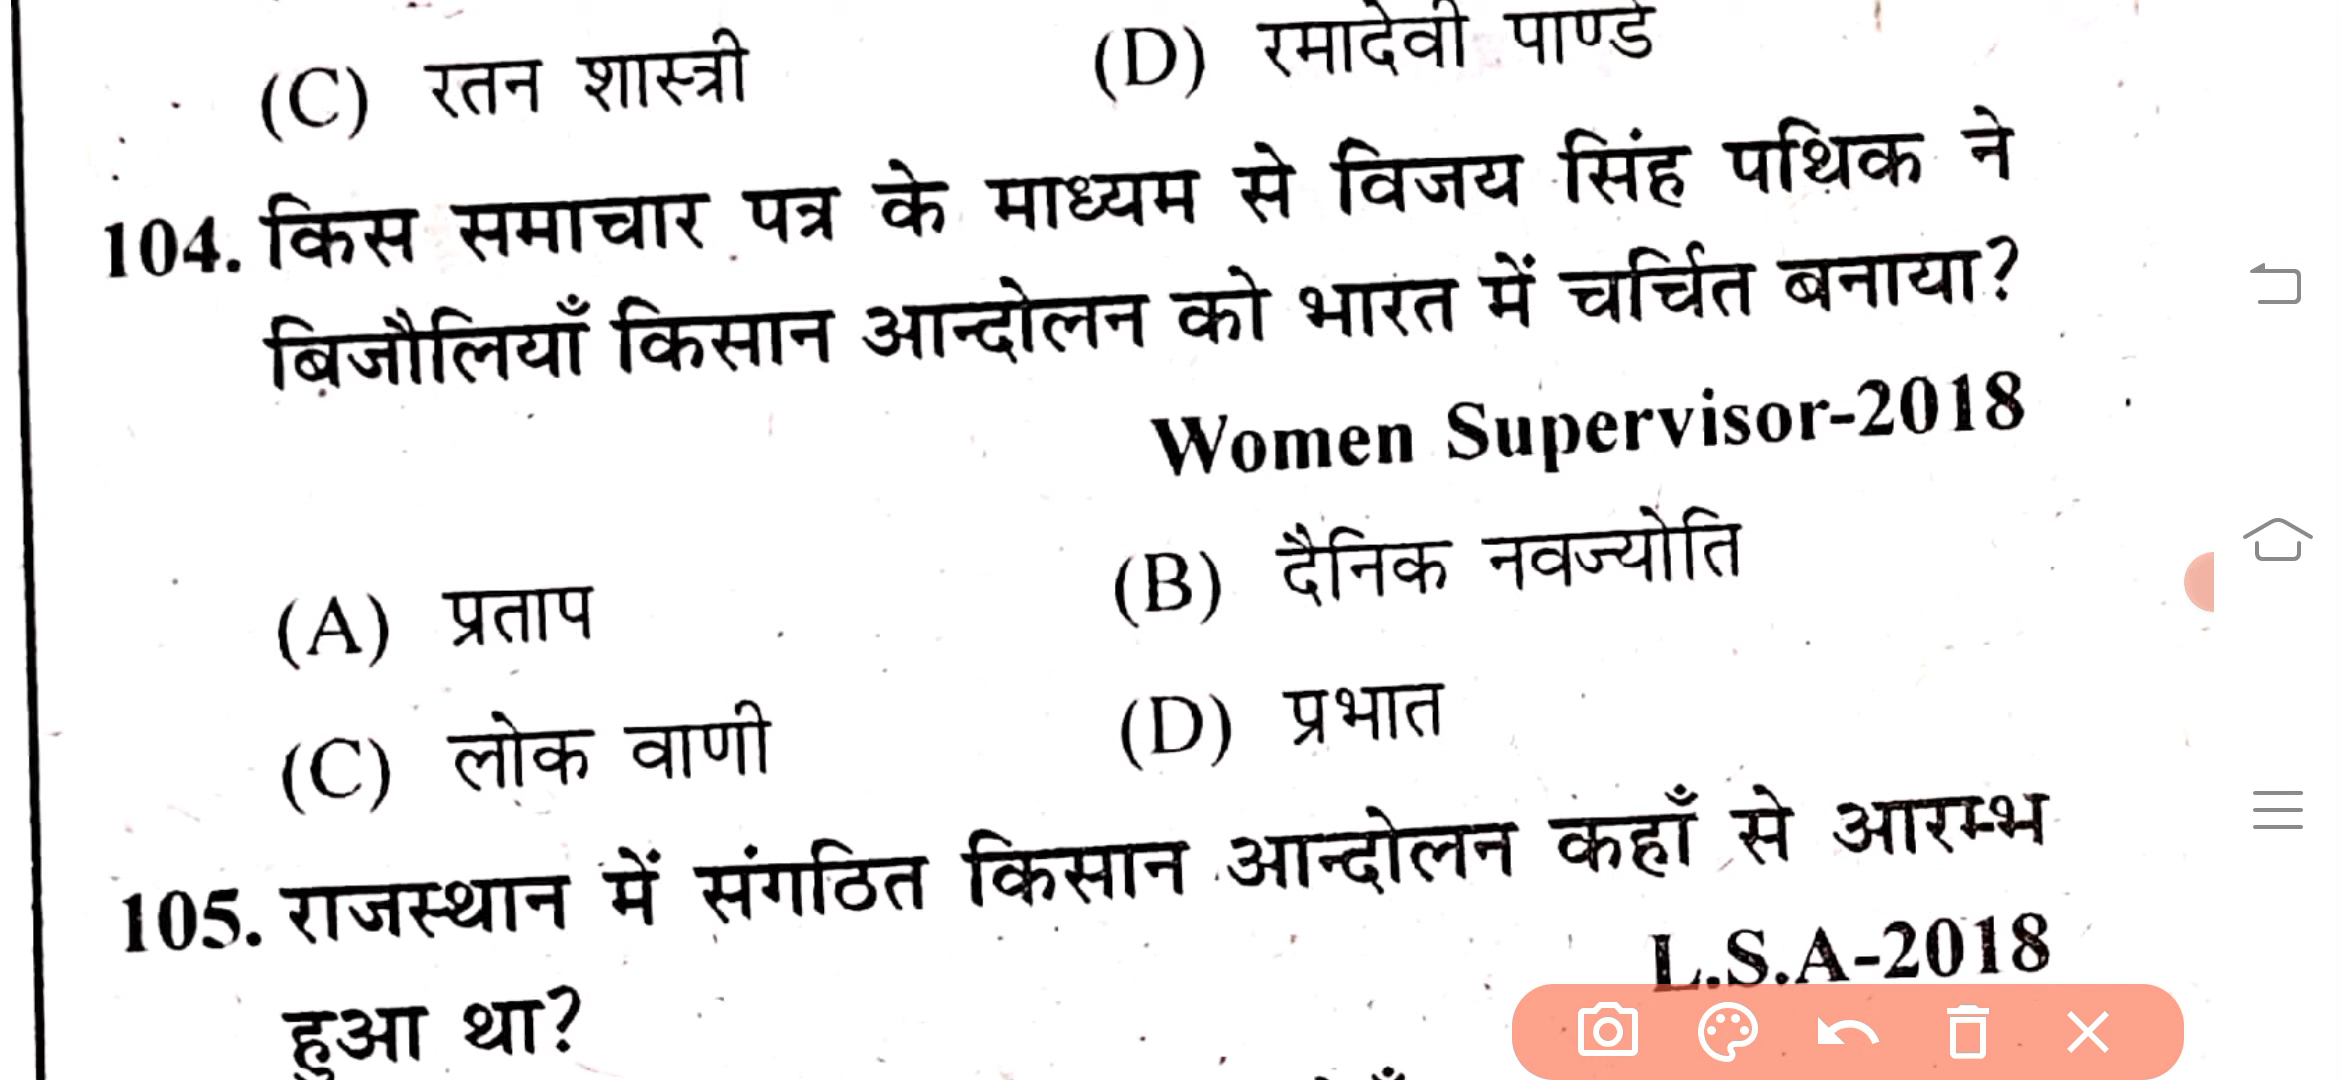 (C) रतन शास्त्री (D) रमादेवी पाण्डे
104. किस समाचार पत्र के माध्यम से विजय सिंह पथिक ने
बिजौलियाँ किसान आन्दोलन को भारत में चर्चित बनाया?
Women Supervisor-2018
(A) प्रताप (B) दैनिक नवज्योति
(C) लोक वाणी (D) प्रभात
105. राजस्थान में संगठित किसान आन्दोलन कहाँ से आरम्भ
हुआ था? L.S.A-2018